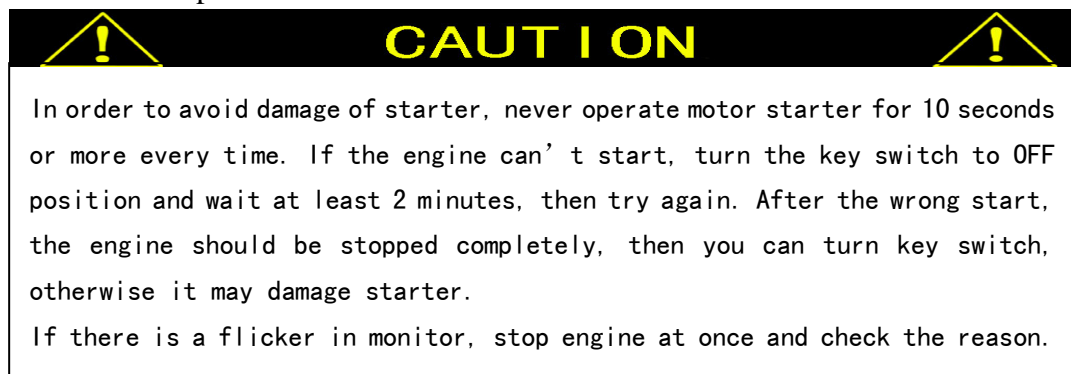 CAUTION
In order to avoid damage of starter, never operate motor starter for 10 seconds
or more every time. If the engine can’t start, turn the key switch to OFF
position and wait at least 2 minutes, then try again. After the wrong start,
the engine should be stopped completely, then you can turn key switch,
otherwise it may damage starter.
If there is a flicker in monitor, stop engine at once and check the reason.